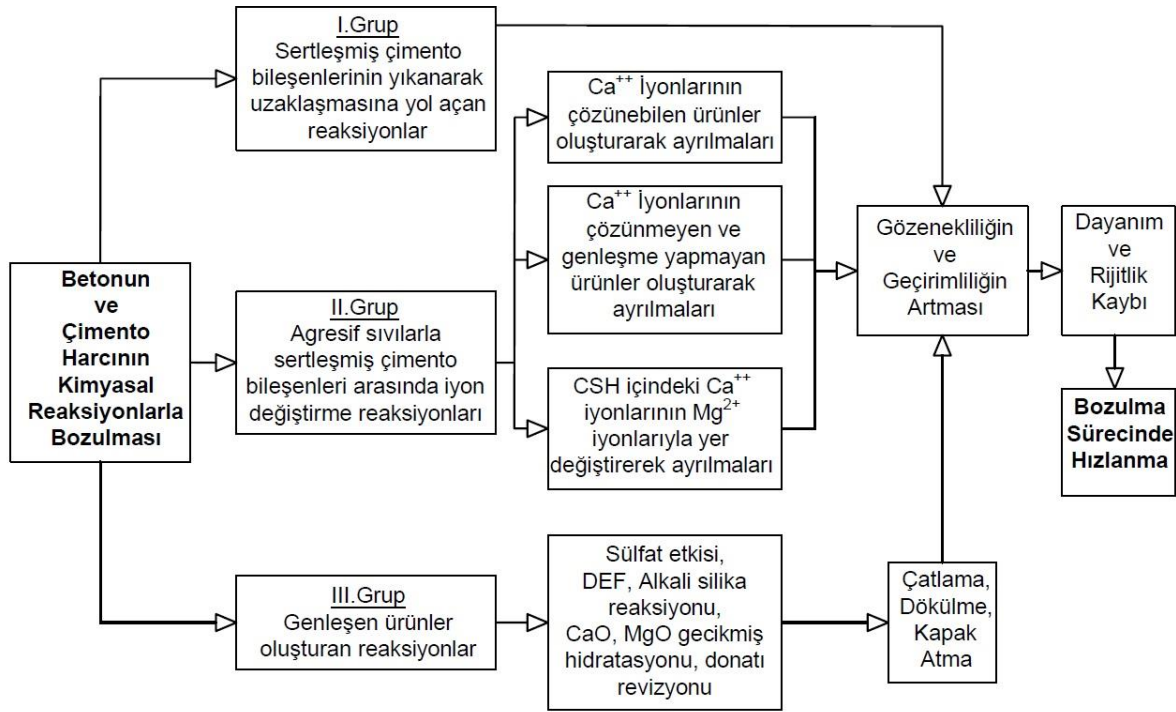 I.Grup
Sertleşmiş çimento
bileşenlerinin yıkanarak
uzaklaşmasına yol açan
reaksiyonlar
Ca++ İyonlarının
çözünebilen ürünler
oluşturarak ayrılmaları
Ca++ İyonlarının
çözünmeyen ve
genleşme yapmayan
ürünler oluşturarak
ayrılmaları
Gözenekliliğin
ve
Geçirimliliğin
Artması
Dayanım
ve
Rijitlik
Kaybı
Betonun
ve
Çimento
Harcının
Kimyasal
Reaksiyonlarla
Bozulması
II.Grup
Agresif sıvılarla
sertleşmiş çimento
bileşenleri arasında iyon
değiştirme reaksiyonları
CSH içindeki Ca++
iyonlarının Mg2+
iyonlarıyla yer
değiştirerek ayrılmaları
Bozulma
Sürecinde
Hızlanma
III.Grup
Genleşen ürünler
oluşturan reaksiyonlar
Sülfat etkisi,
DEF, Alkali silika
reaksiyonu,
CaO, MgO gecikmiş
hidratasyonu, donatı
revizyonu
Çatlama,
Dökülme,
Kapak
Atma